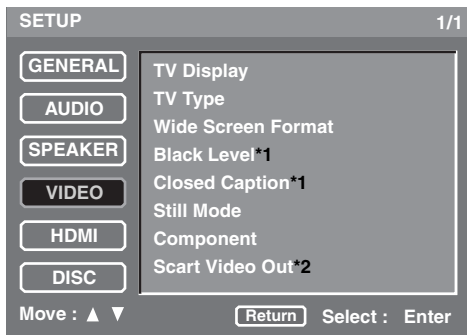 SETUP 1/1
GENERAL
AUDIO
SPEAKER
VIDEO
HDMI
DISC
TV Display
TV Type
Wide Screen Format
Black Level*1
Closed Caption*1
Still Mode
Component
Scart Video Out*2
Move : ▲ ▼ Return Select : Enter